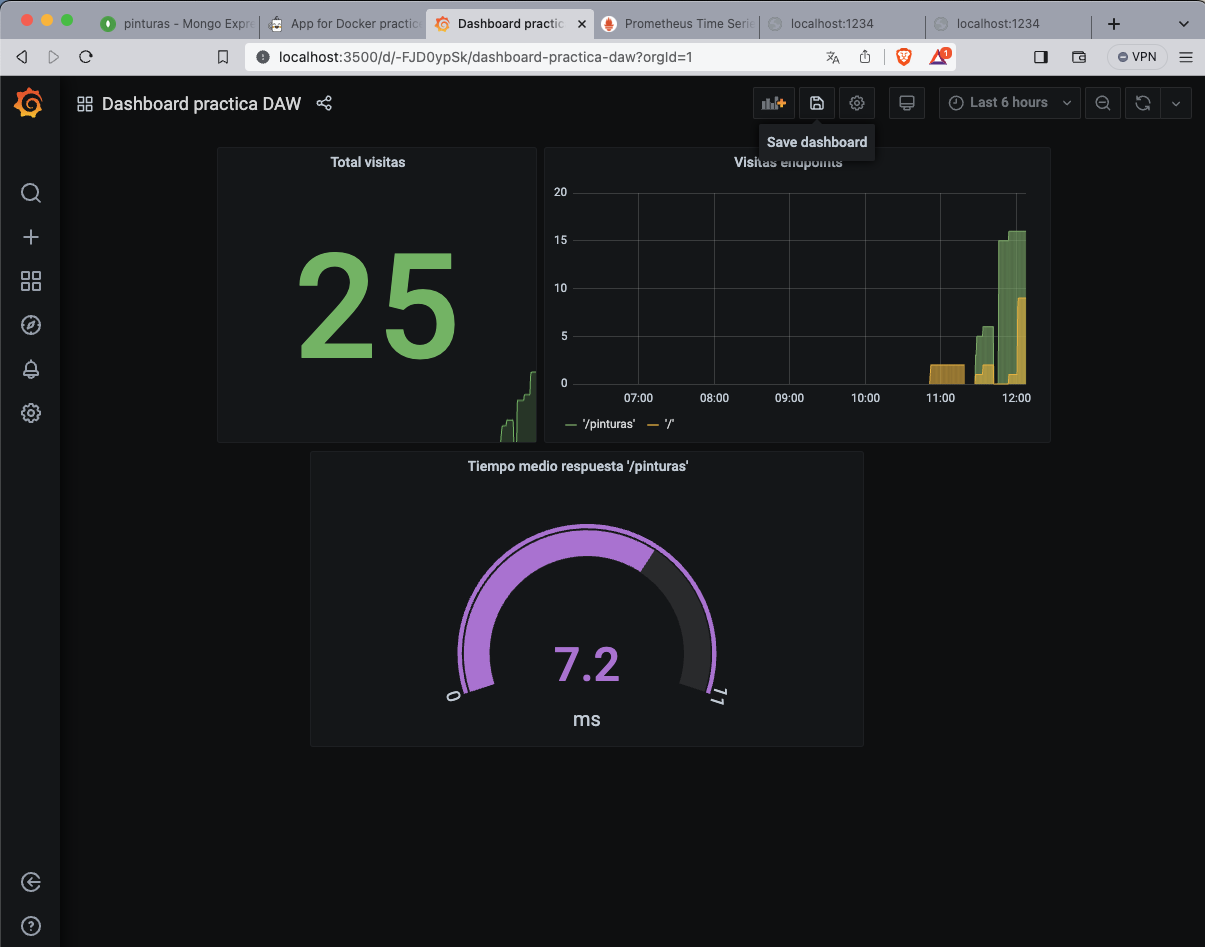 pinturas - Mongo Expre
App for Docker practic
Dashboard practic
Prometheus Time Serie
localhost:1234
localhost:1234
localhost:3500/d/-FJD0ypSk/dashboard-practica-daw?orgId=1
1
VPN
Dashboard practica DAW
Last 6 hours
Save dashboard
Total visitas
Visitas endpoints
25
20
15
10
5
0
07:00 08:00 09:00 10:00 11:00 12:00
'/pinturas' '/'
Tiempo medio respuesta '/pinturas'
7.2
0
11
ms